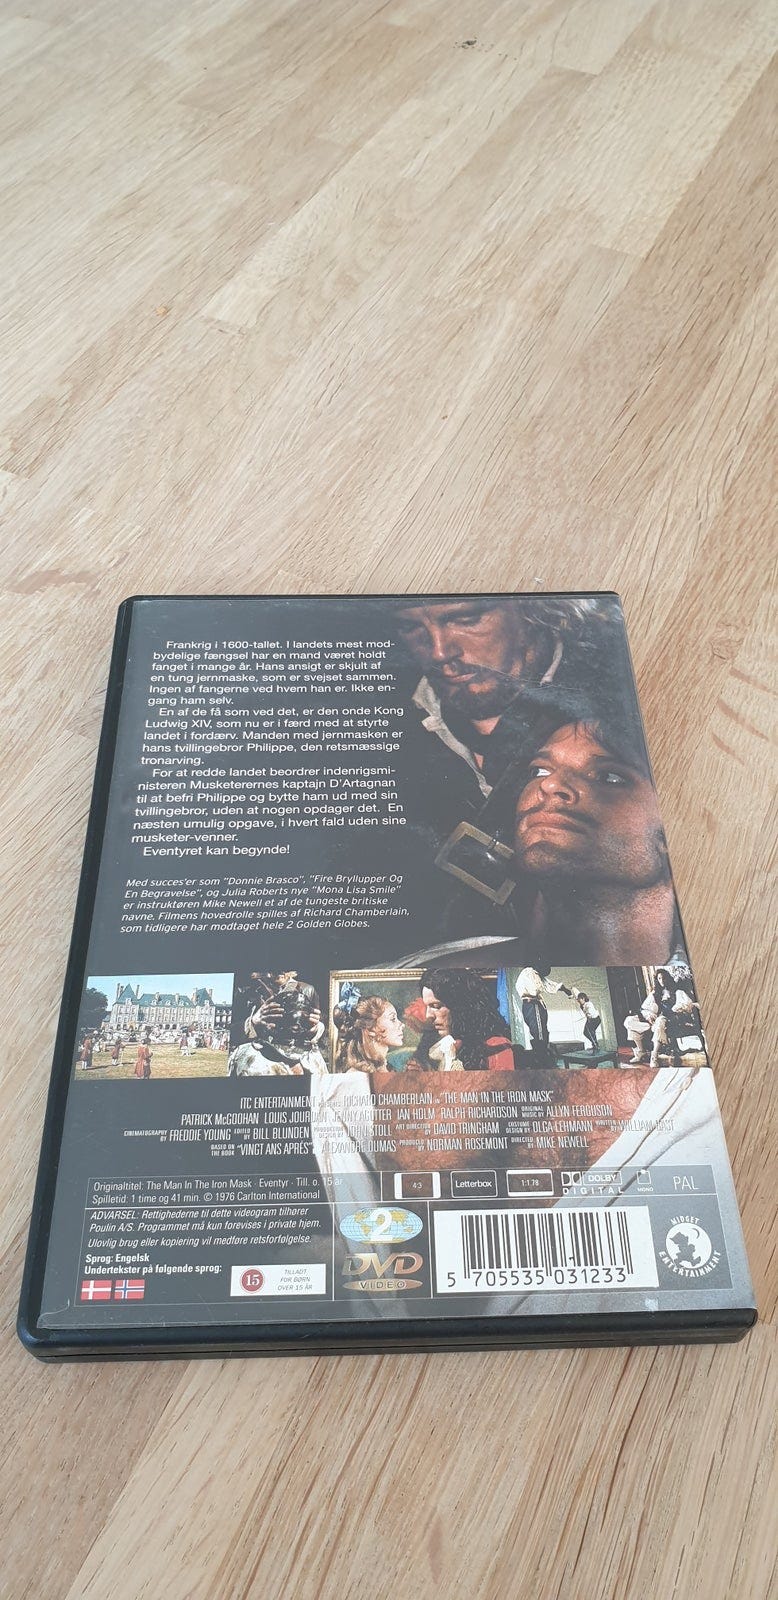 Frankrig i 1600-tallet. I landets mest mod-
bydelige fængsel har en mand været holdt
fanget i mange år. Hans ansigt er skjult af
en tung jernmaske, som er svejset sammen.
Ingen af fangerne ved hvem han er. Ikke en-
gang ham selv.
En af de få som ved det, er den onde Kong
Ludwig XIV, som nu er i færd med at styrte
landet i fordærv. Manden med jernmasken er
hans tvillingebror Philippe, den retsmæssige
tronarving.
For at redde landet beordrer indenrigsmi-
nisteren Musketerernes kaptajn D'Artagnan
til at befri Philippe og bytte ham ud med sin
tvillingebror, uden at nogen opdager det. En
næsten umulig opgave, i hvert fald uden sine
musketer-venner.
Eventyret kan begynde!
Med succes'er som "Donnie Brasco", "Fire Bryllupper Og
En Begravelse", og Julia Roberts nye "Mona Lisa Smile"
er instruktøren Mike Newell et af de tungeste britiske
navne. Filmens hovedrolle spilles af Richard Chamberlain,
som tidligere har modtaget hele 2 Golden Globes.
ITC ENTERTAINMENT RICHARD CHAMBERLAIN IN "THE MAN IN THE IRON MASK"
PATRICK McGOOHAN LOUIS JOURDAN JENNY AGUTTER IAN HOLM RALPH RICHARDSON ORIGINAL MUSIC BY ALLYN FERGUSON
CINEMATOGRAPHY BY FREDDIE YOUNG EDITED BY BILL BLUNDEN PRODUCTION DESIGN BY JOHN STOLL ART DIRECTION BY DAVID TRINGHAM COSTUME DESIGN BY OLGA LEHMANN WRITTEN BY WILLIAM BAST
BASED ON THE BOOK "VINGT ANS APRÉS" ALEXANDRE DUMAS PRODUCED BY NORMAN ROSEMONT DIRECTED BY MIKE NEWELL
Originaltitel: The Man In The Iron Mask · Eventyr · Till. o. 15 år
Spilletid: 1 time og 41 min. © 1976 Carlton International
4:3 Letterbox 1:1.78 DOLBY DIGITAL MONO PAL
ADVARSEL: Rettighederne til dette videogram tilhører
Poulin A/S. Programmet må kun forevises i privat hjem.
Ulovlig brug eller kopiering vil medføre retsforfølgelse.
Sprog: Engelsk
Undertekster på følgende sprog:
15
TILLADT
FOR BØRN
OVER 15 ÅR
2
DVD
VIDEO
5 705535 031233
MIDGET ENTERTAINMENT